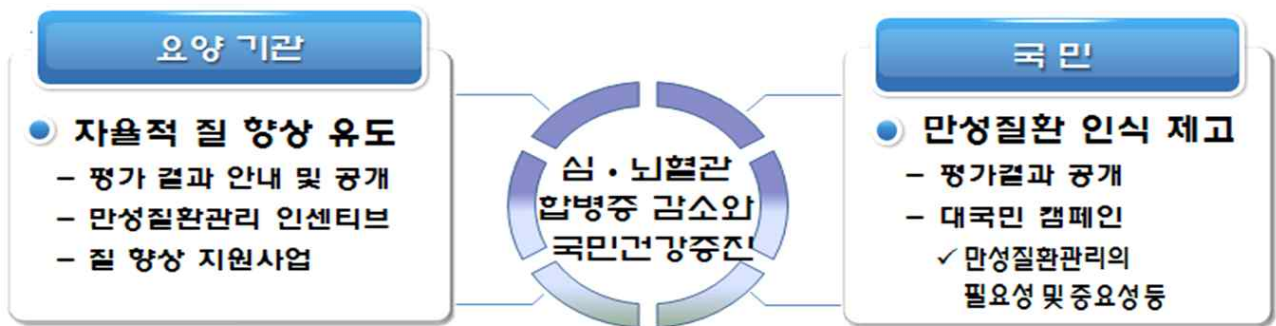 요양 기관
자율적 질 향상 유도
– 평가 결과 안내 및 공개
– 만성질환관리 인센티브
– 질 향상 지원사업
심 · 뇌혈관
합병증 감소와
국민건강증진
국 민
만성질환 인식 제고
– 평가결과 공개
– 대국민 캠페인
✓ 만성질환관리의
필요성 및 중요성 등